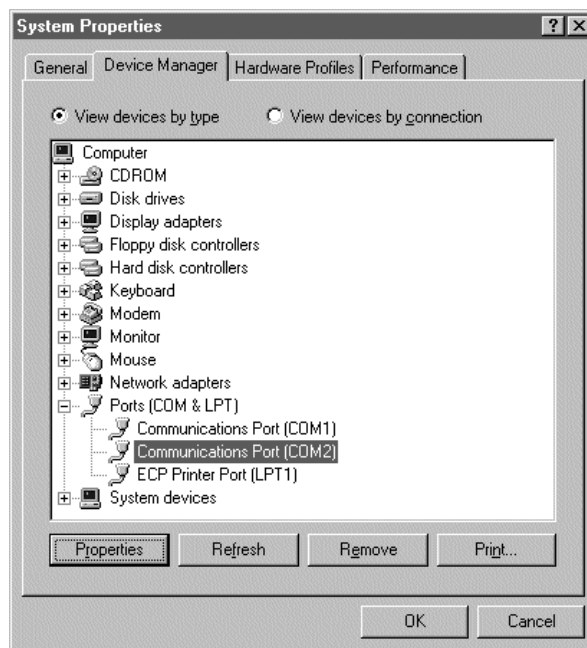 System Properties
General Device Manager Hardware Profiles Performance
View devices by type View devices by connection
Computer
CDROM
Disk drives
Display adapters
Floppy disk controllers
Hard disk controllers
Keyboard
Modem
Monitor
Mouse
Network adapters
Ports (COM & LPT)
Communications Port (COM1)
Communications Port (COM2)
ECP Printer Port (LPT1)
System devices
Properties Refresh Remove Print...
OK Cancel